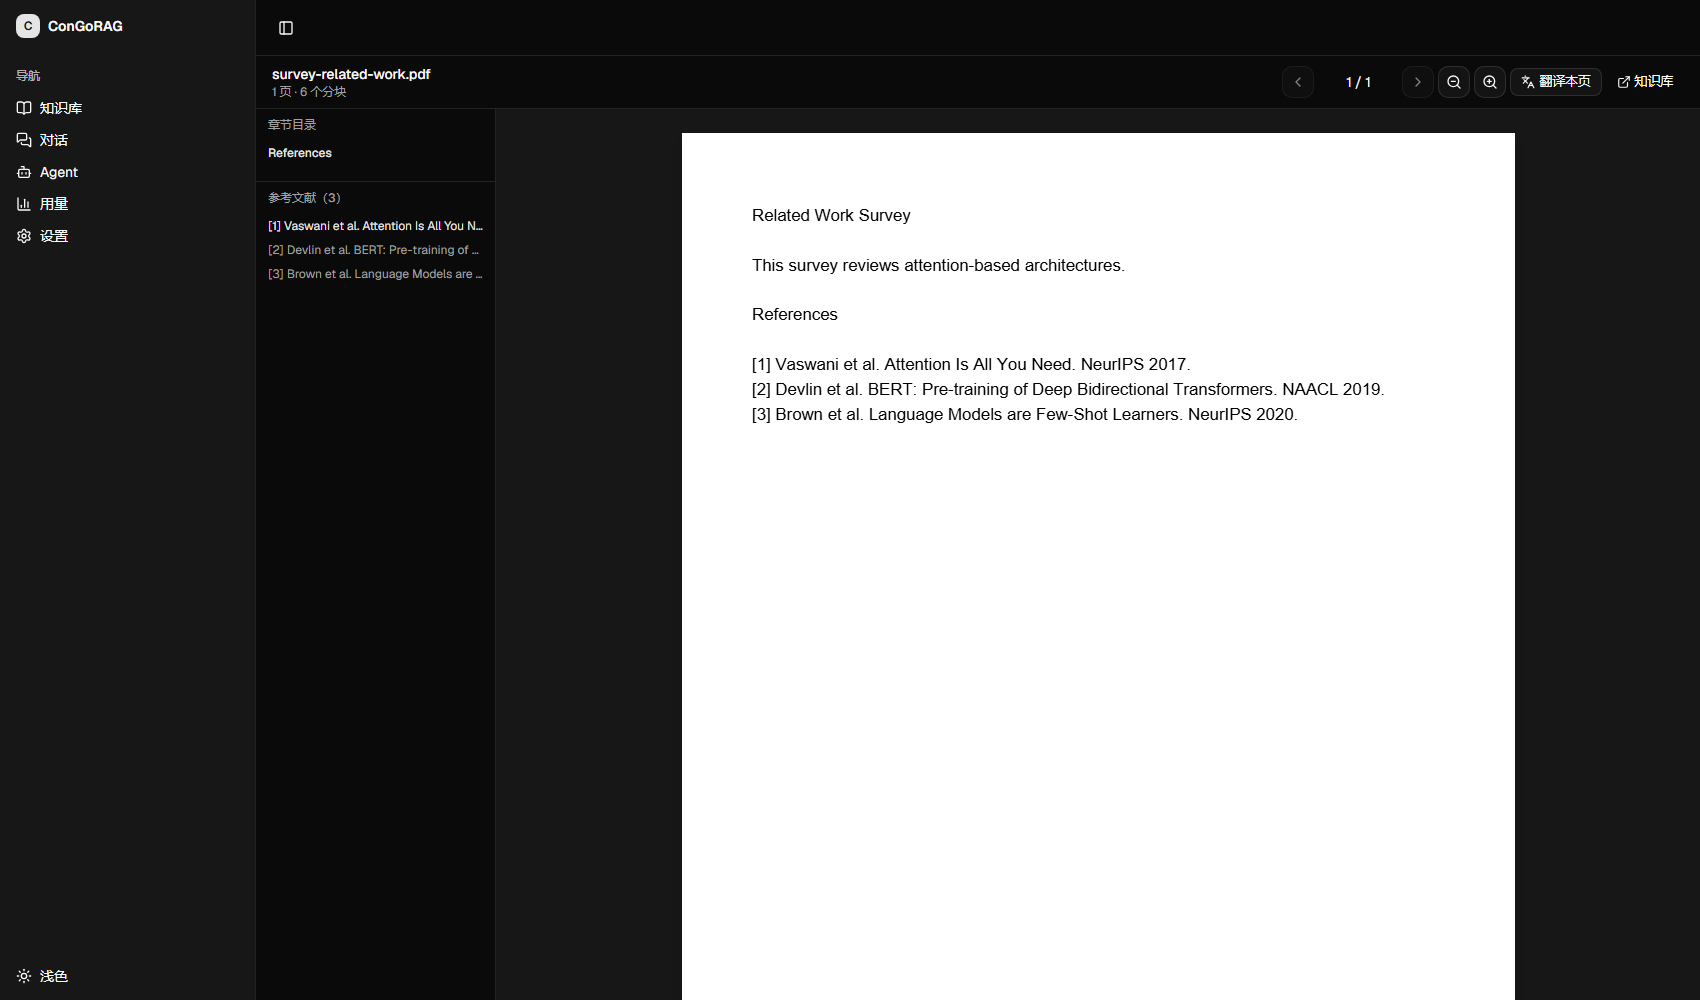 C ConGoRAG
导航
知识库
对话
Agent
用量
设置
浅色
survey-related-work.pdf
1 页 · 6 个分块
1 / 1
翻译本页
知识库
章节目录
References
参考文献（3）
[1] Vaswani et al. Attention Is All You N...
[2] Devlin et al. BERT: Pre-training of ...
[3] Brown et al. Language Models are ...
Related Work Survey
This survey reviews attention-based architectures.
References
[1] Vaswani et al. Attention Is All You Need. NeurIPS 2017.
[2] Devlin et al. BERT: Pre-training of Deep Bidirectional Transformers. NAACL 2019.
[3] Brown et al. Language Models are Few-Shot Learners. NeurIPS 2020.